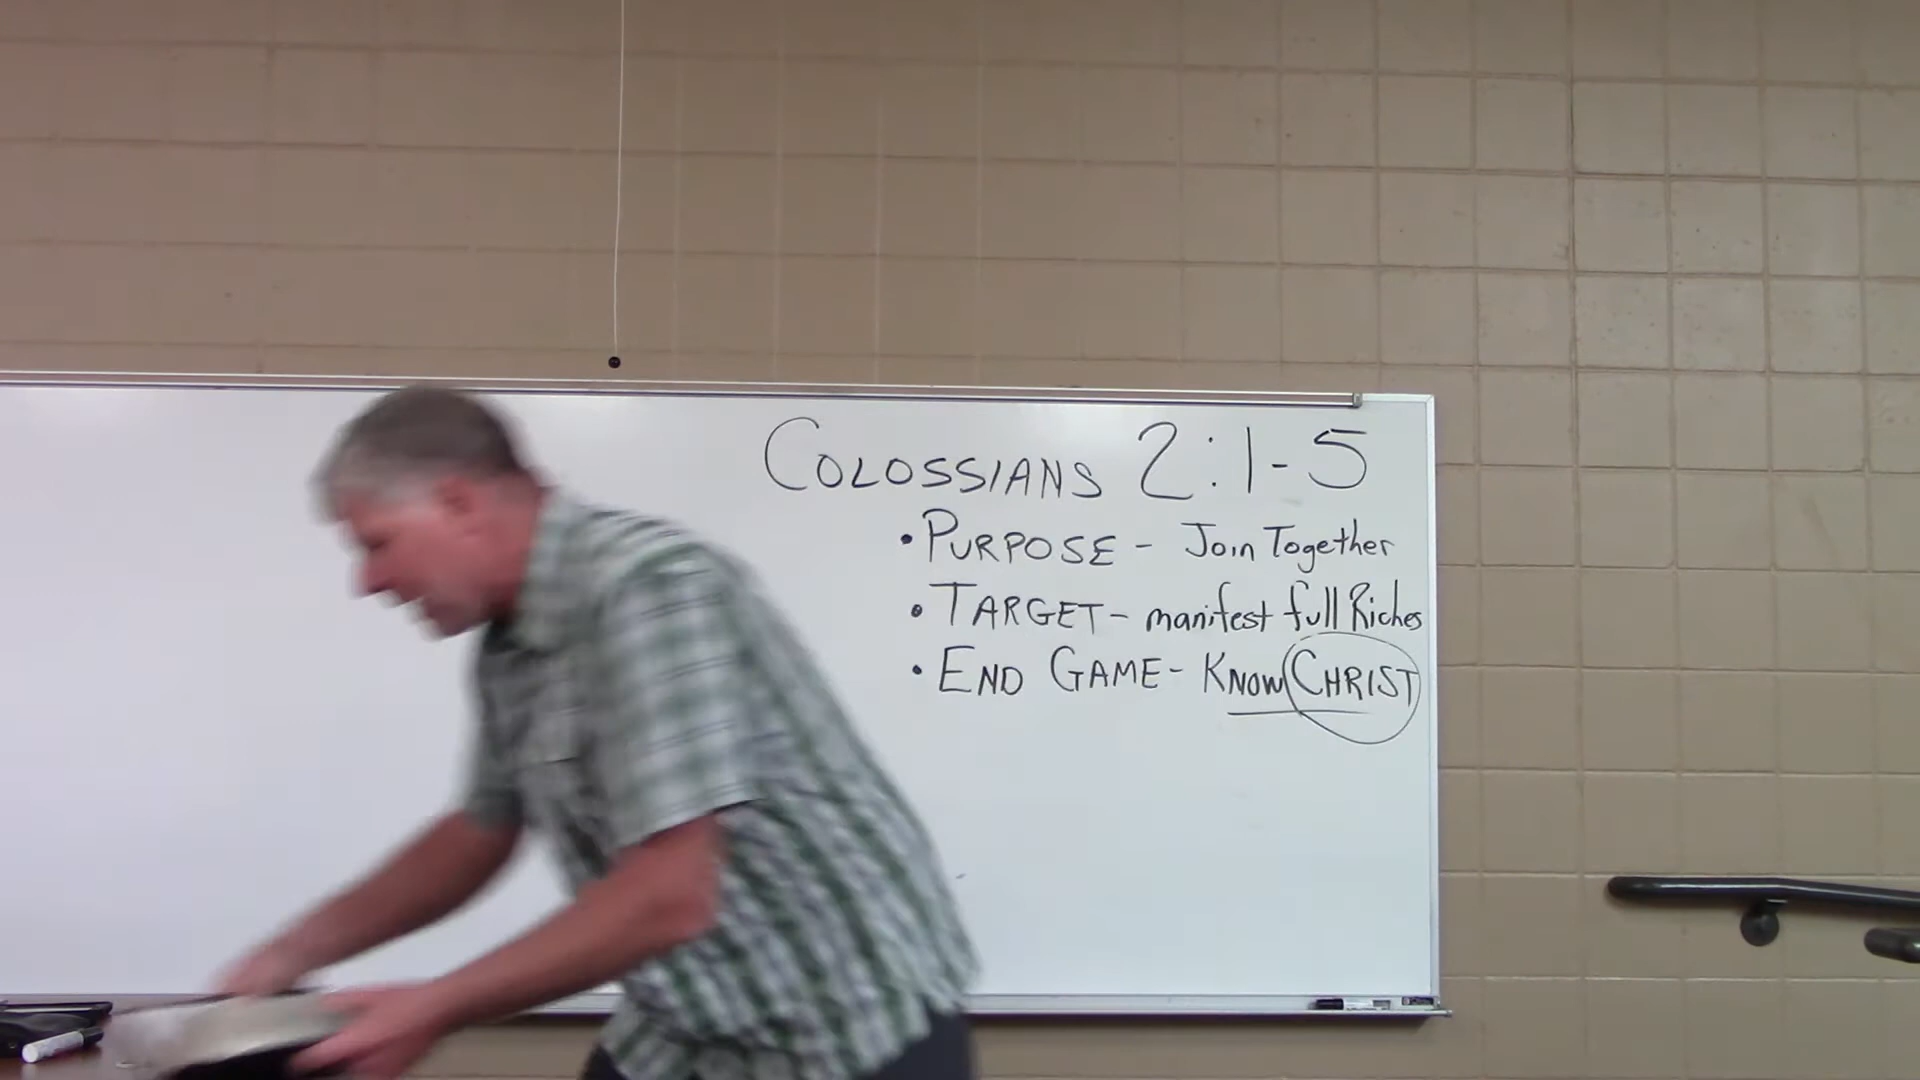 COLOSSIANS 2:1-5
• PURPOSE - Join Together
• TARGET - manifest full Riches
• END GAME - KNOW CHRIST